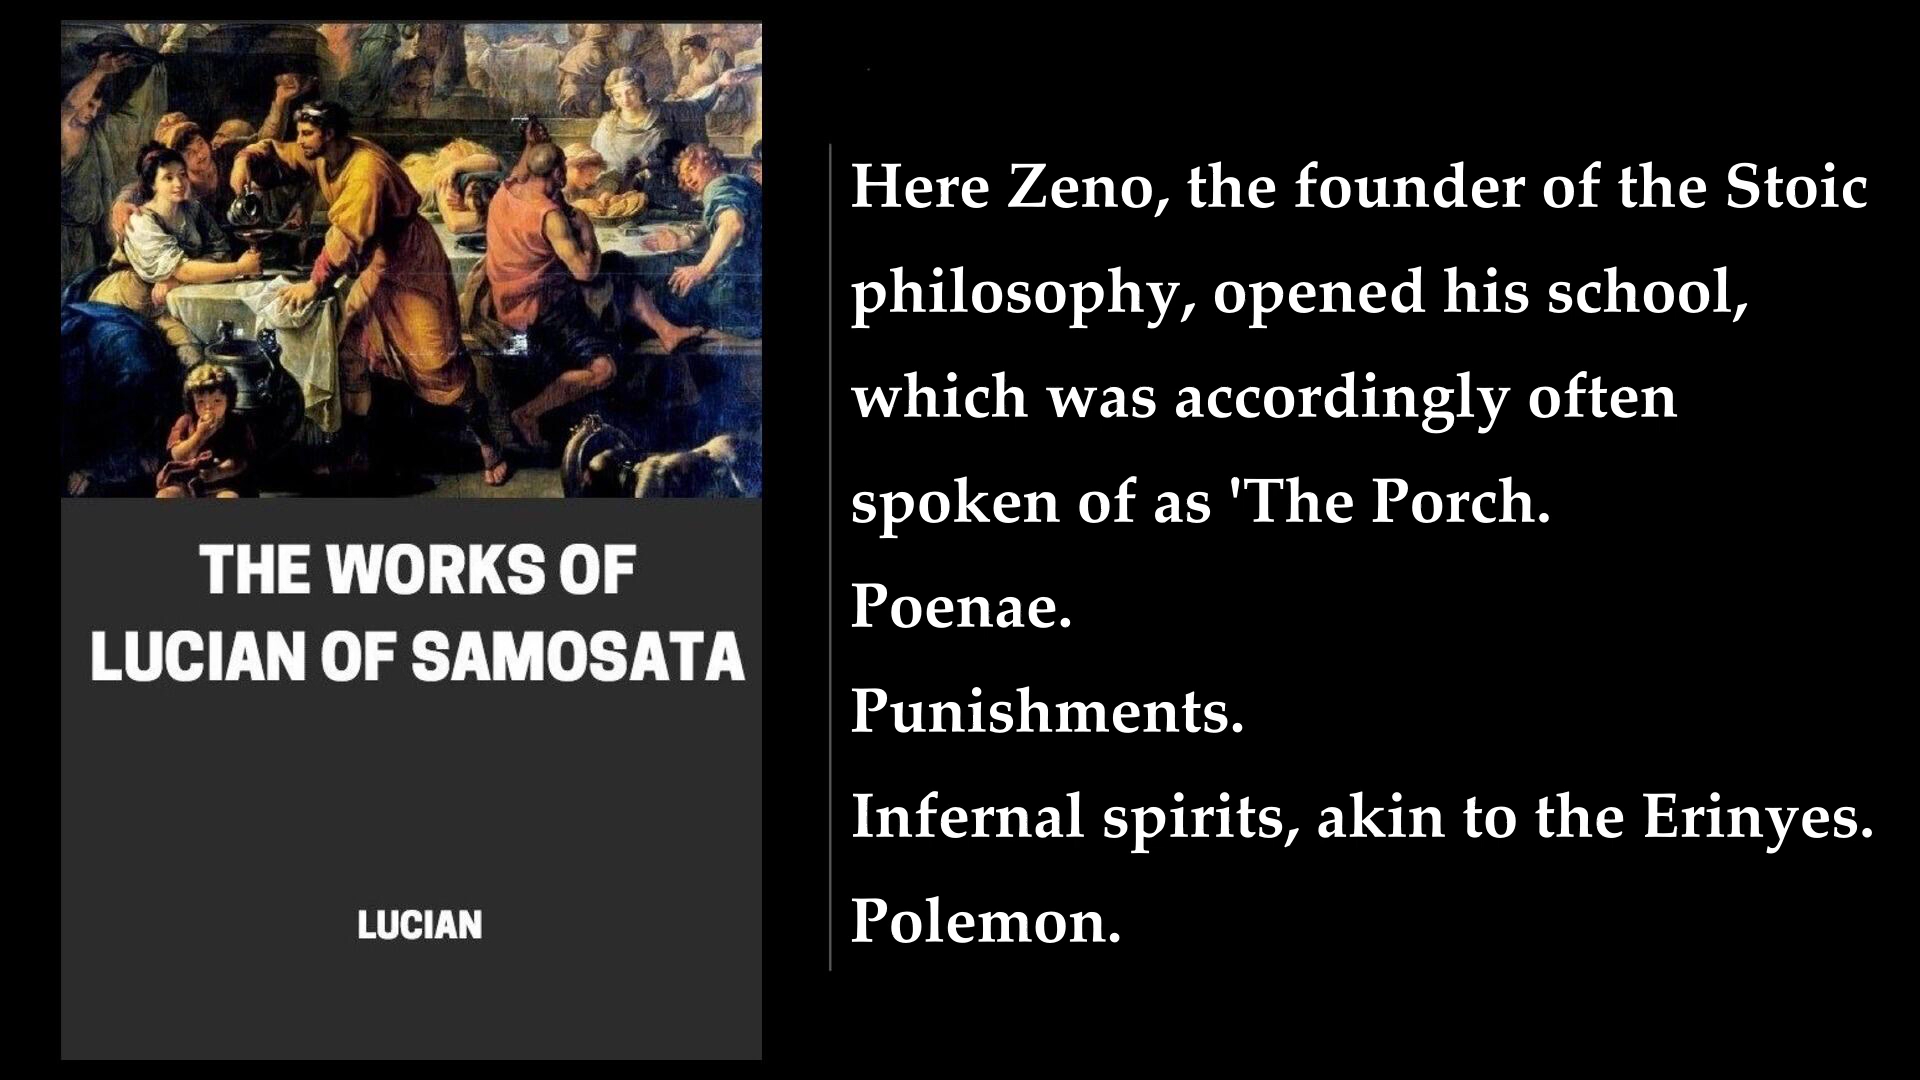 THE WORKS OF
LUCIAN OF SAMOSATA
LUCIAN
Here Zeno, the founder of the Stoic
philosophy, opened his school,
which was accordingly often
spoken of as 'The Porch.
Poenae.
Punishments.
Infernal spirits, akin to the Erinyes.
Polemon.